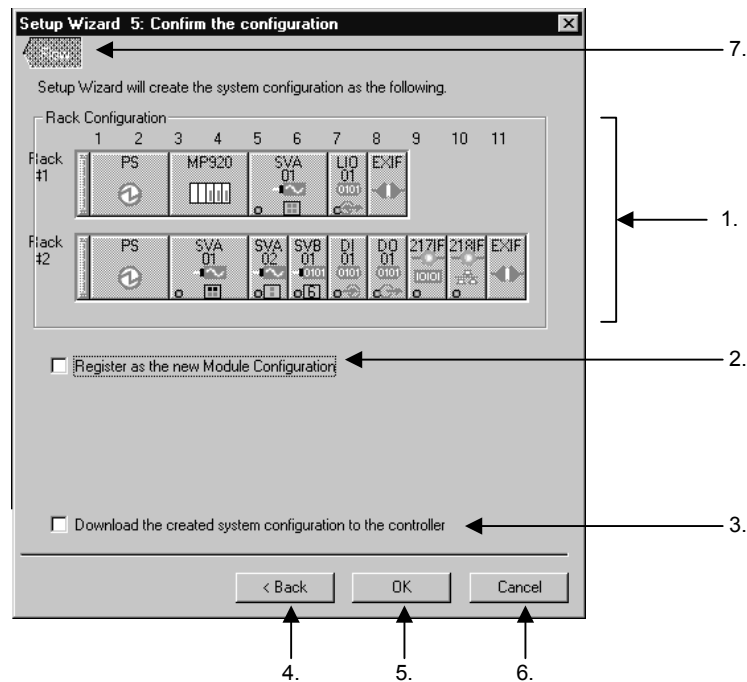 Setup Wizard 5: Confirm the configuration
7.
Setup Wizard will create the system configuration as the following.
Rack Configuration
1 2 3 4 5 6 7 8 9 10 11
Rack #1
PS MP920 SVA 01 LIO 01 EXIF
0101
1.
Rack #2
PS SVA 01 SVA 02 SVB 01 DI 01 DO 01 217IF 218IF EXIF
0101 0101 0101 10101
6
Register as the new Module Configuration
2.
Download the created system configuration to the controller
3.
< Back OK Cancel
4. 5. 6.